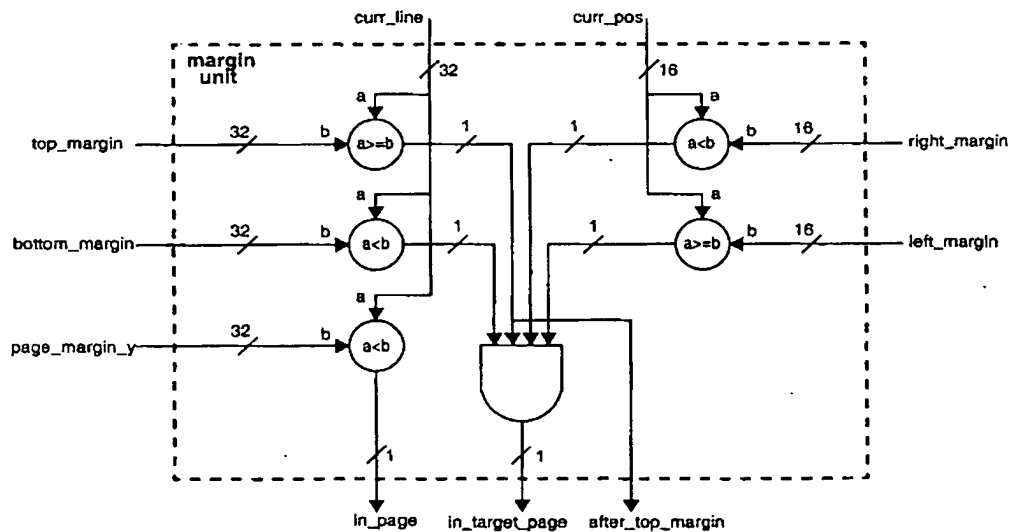 curr_line curr_pos
margin
unit
32 16
a a
top_margin 32 b a>=b 1 1 a<b b 16 right_margin
a a
bottom_margin 32 b a<b 1 1 a>=b b 16 left_margin
a
page_margin_y 32 b a<b
1 1
in_page in_target_page after_top_margin